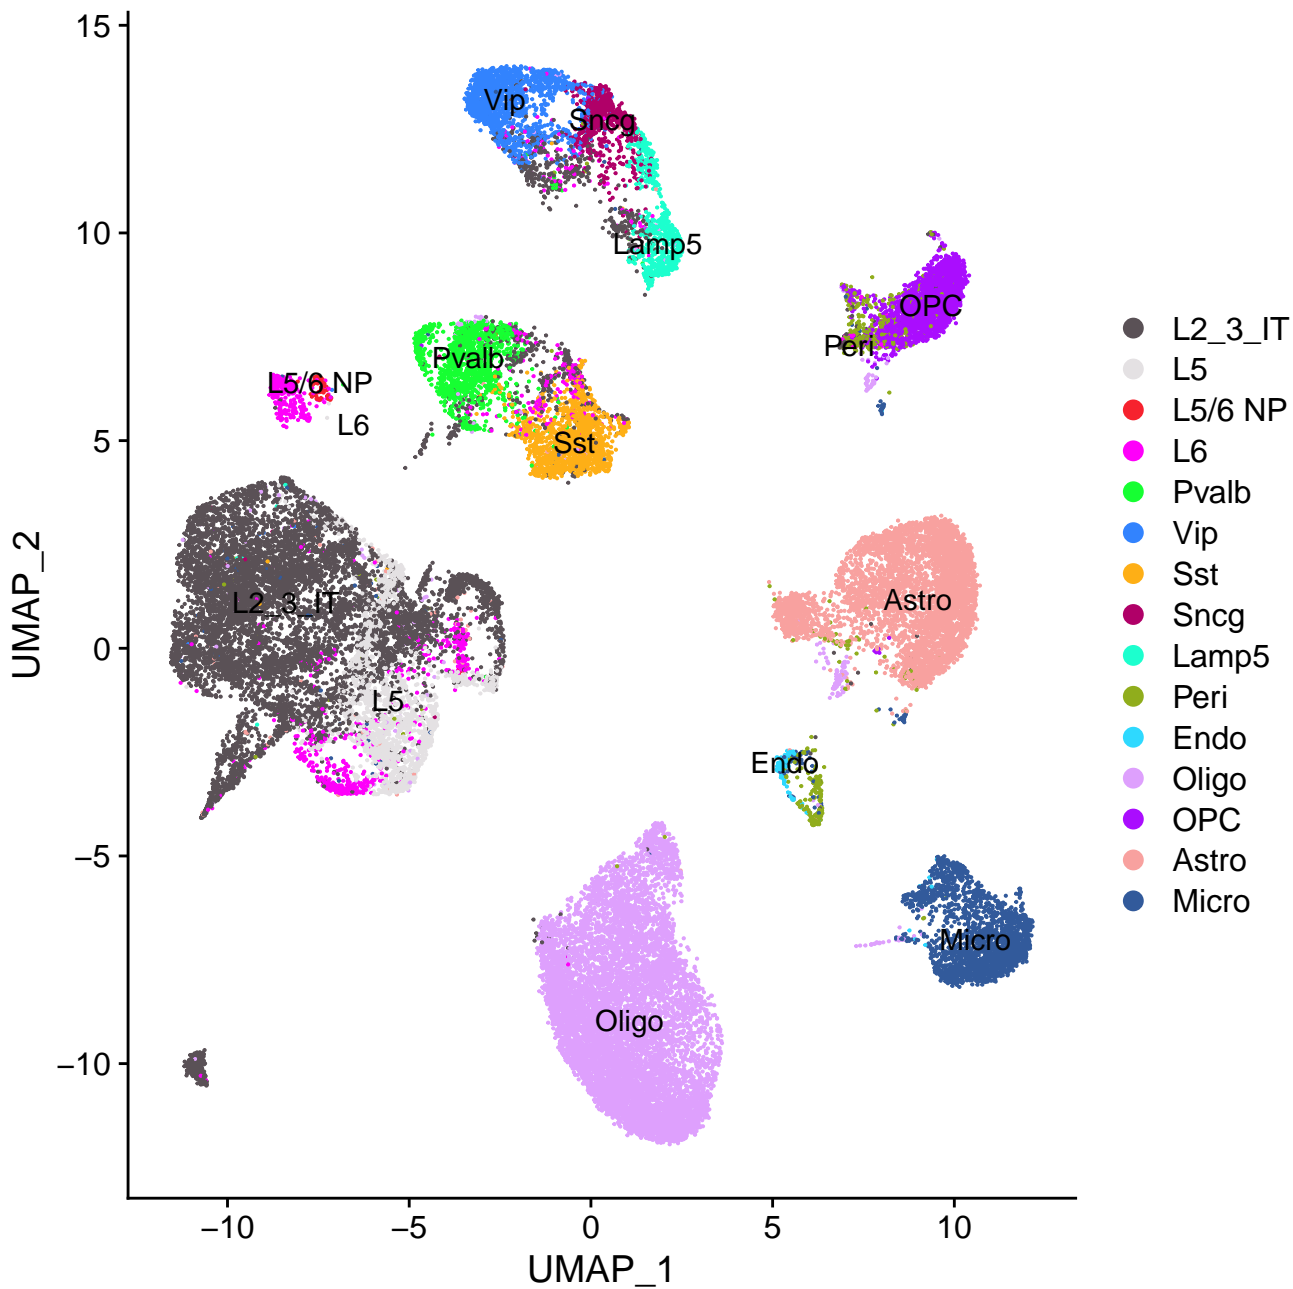 15
10
5
0
−5
−10
UMAP_2
−10
−5
0
5
10
UMAP_1
Vip
Sncg
Lamp5
OPC
Peri
Pvalb
L5/6 NP
L6
Sst
L2_3_IT
Astro
L5
Endo
Micro
Oligo
L2_3_IT
L5
L5/6 NP
L6
Pvalb
Vip
Sst
Sncg
Lamp5
Peri
Endo
Oligo
OPC
Astro
Micro